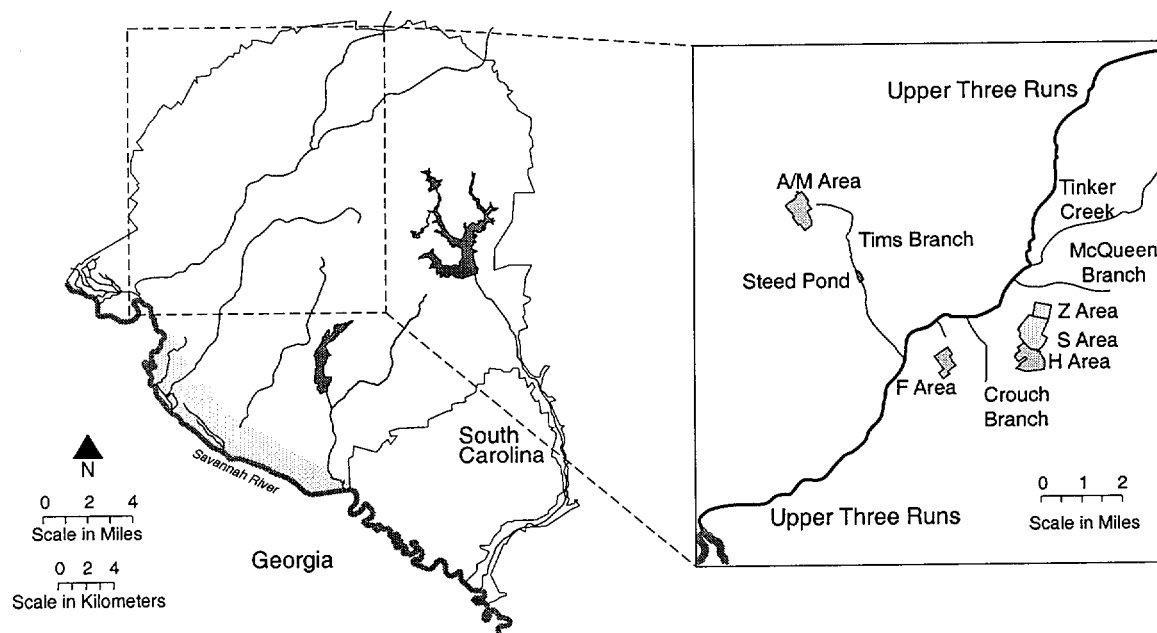 Upper Three Runs
A/M Area
Tinker
Creek
Tims Branch
McQueen
Branch
Steed Pond
Z Area
S Area
H Area
F Area
Crouch
Branch
South
Carolina
N
Savannah River
0 2 4
Scale in Miles
0 1 2
Scale in Miles
Upper Three Runs
Georgia
0 2 4
Scale in Kilometers